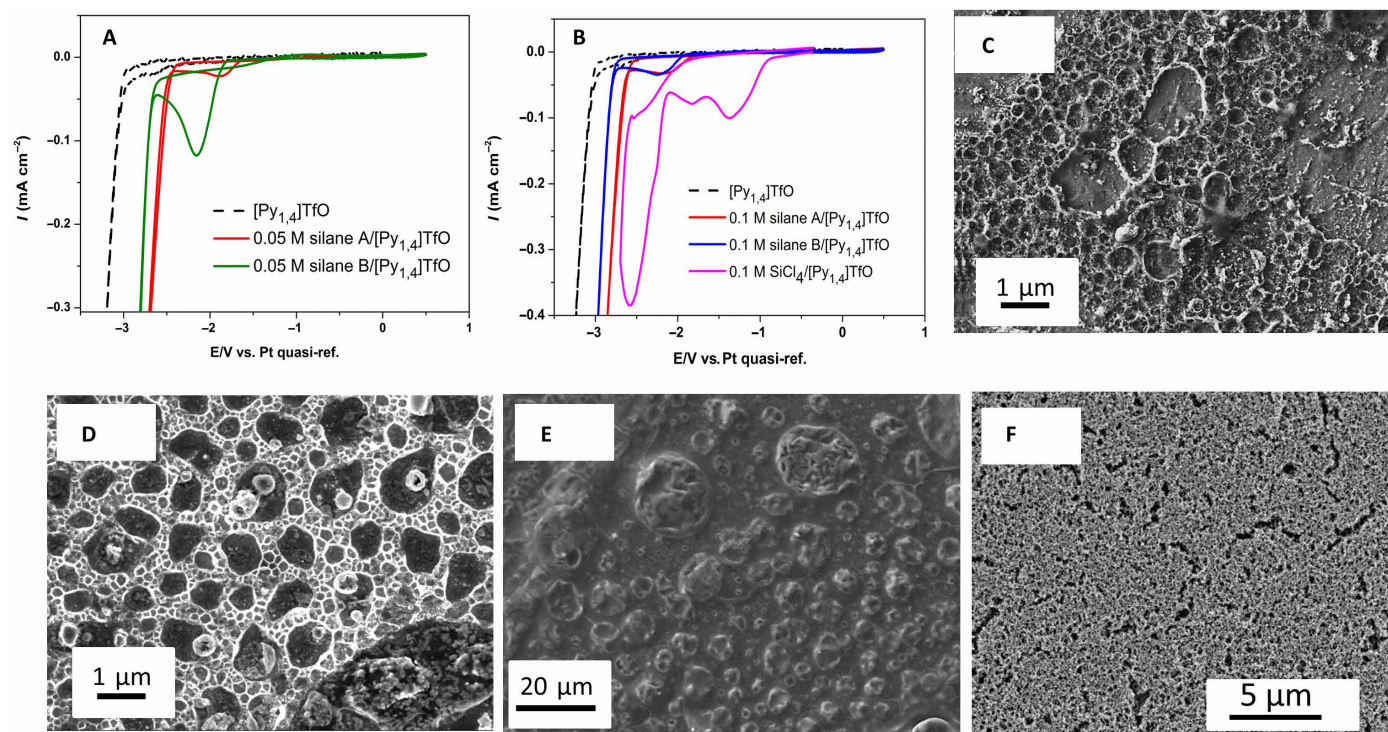 A
0.0
−0.1
−0.2
−0.3
I (mA cm−2)
[Py1,4]TfO
0.05 M silane A/[Py1,4]TfO
0.05 M silane B/[Py1,4]TfO
−3 −2 −1 0 1
E/V vs. Pt quasi-ref.
B
0.0
−0.1
−0.2
−0.3
−0.4
I (mA cm−2)
[Py1,4]TfO
0.1 M silane A/[Py1,4]TfO
0.1 M silane B/[Py1,4]TfO
0.1 M SiCl4/[Py1,4]TfO
−3 −2 −1 0 1
E/V vs. Pt quasi-ref.
C
1 µm
D
1 µm
E
20 µm
F
5 µm